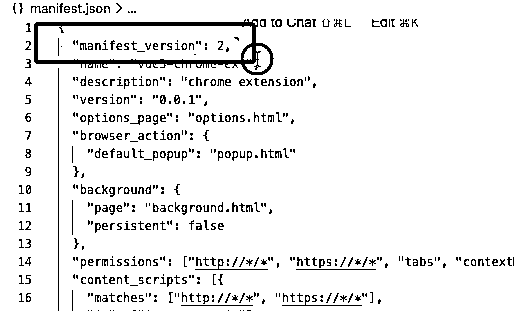 {} manifest.json > ...
Add to Chat ⇧⌘L Edit ⌘K
1 {
2 "manifest_version": 2,
3 "name": "vue3-chrome-ex
4 "description": "chrome extension",
5 "version": "0.0.1",
6 "options_page": "options.html",
7 "browser_action": {
8 "default_popup": "popup.html"
9 },
10 "background": {
11 "page": "background.html",
12 "persistent": false
13 },
14 "permissions": ["http://*/*", "https://*/*", "tabs", "context
15 "content_scripts": [{
16 "matches": ["http://*/*", "https://*/*"],